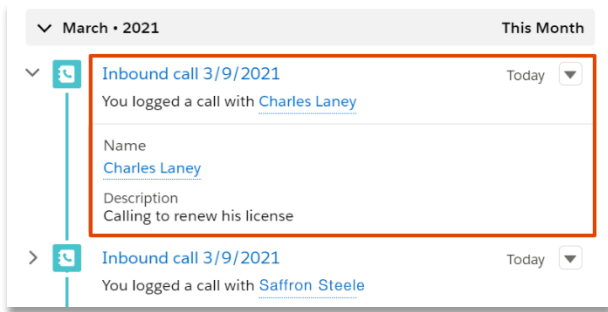 March • 2021 This Month
Inbound call 3/9/2021 Today
You logged a call with Charles Laney
Name
Charles Laney
Description
Calling to renew his license
Inbound call 3/9/2021 Today
You logged a call with Saffron Steele